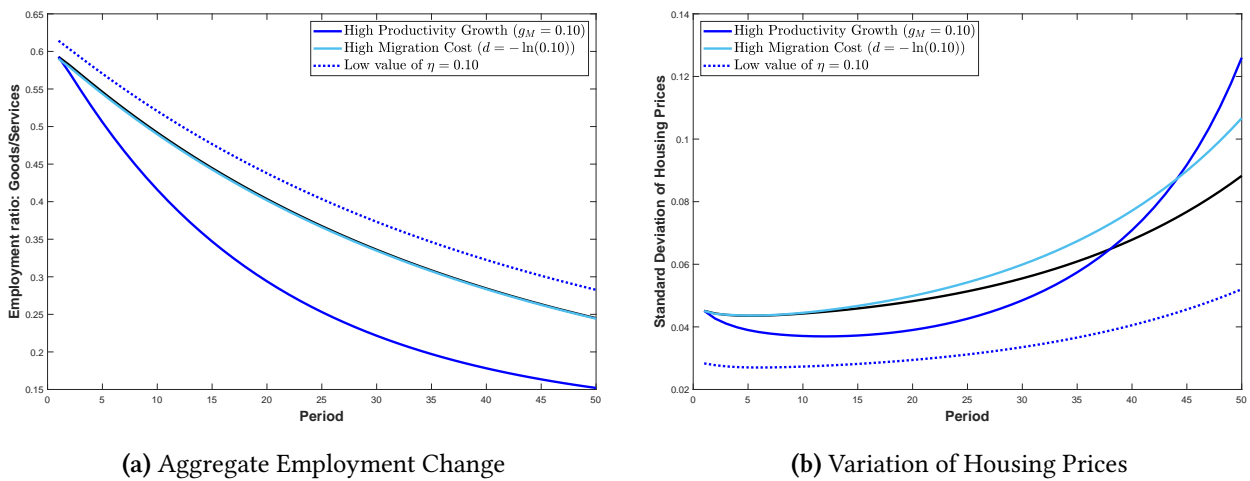 0.65
0.6
0.55
0.5
0.45
0.4
0.35
0.3
0.25
0.2
0.15
Employment ratio: Goods/Services
High Productivity Growth (g_M = 0.10)
High Migration Cost (d = −ln(0.10))
Low value of η = 0.10
0 5 10 15 20 25 30 35 40 45 50
Period
(a) Aggregate Employment Change
0.14
0.12
0.1
0.08
0.06
0.04
0.02
Standard Deviation of Housing Prices
High Productivity Growth (g_M = 0.10)
High Migration Cost (d = −ln(0.10))
Low value of η = 0.10
0 5 10 15 20 25 30 35 40 45 50
Period
(b) Variation of Housing Prices